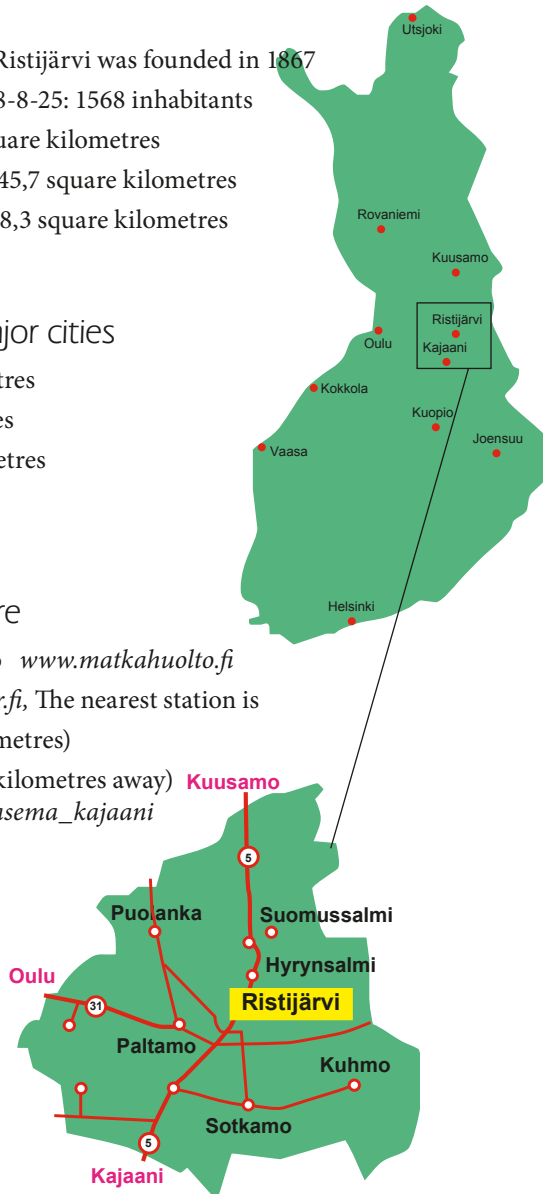 Utsjoki
Ristijärvi was founded in 1867
8-8-25: 1568 inhabitants
uare kilometres
45,7 square kilometres
8,3 square kilometres
Rovaniemi
Kuusamo
Ristijärvi
Oulu
Kajaani
jor cities
tres
es
etres
Kokkola
Kuopio
Joensuu
Vaasa
Helsinki
re
www.matkahuolto.fi
r.fi, The nearest station is
metres)
kilometres away)
asema_kajaani
Kuusamo
5
Puolanka
Suomussalmi
Hyrynsalmi
Oulu
31
Ristijärvi
Paltamo
Kuhmo
Sotkamo
5
Kajaani